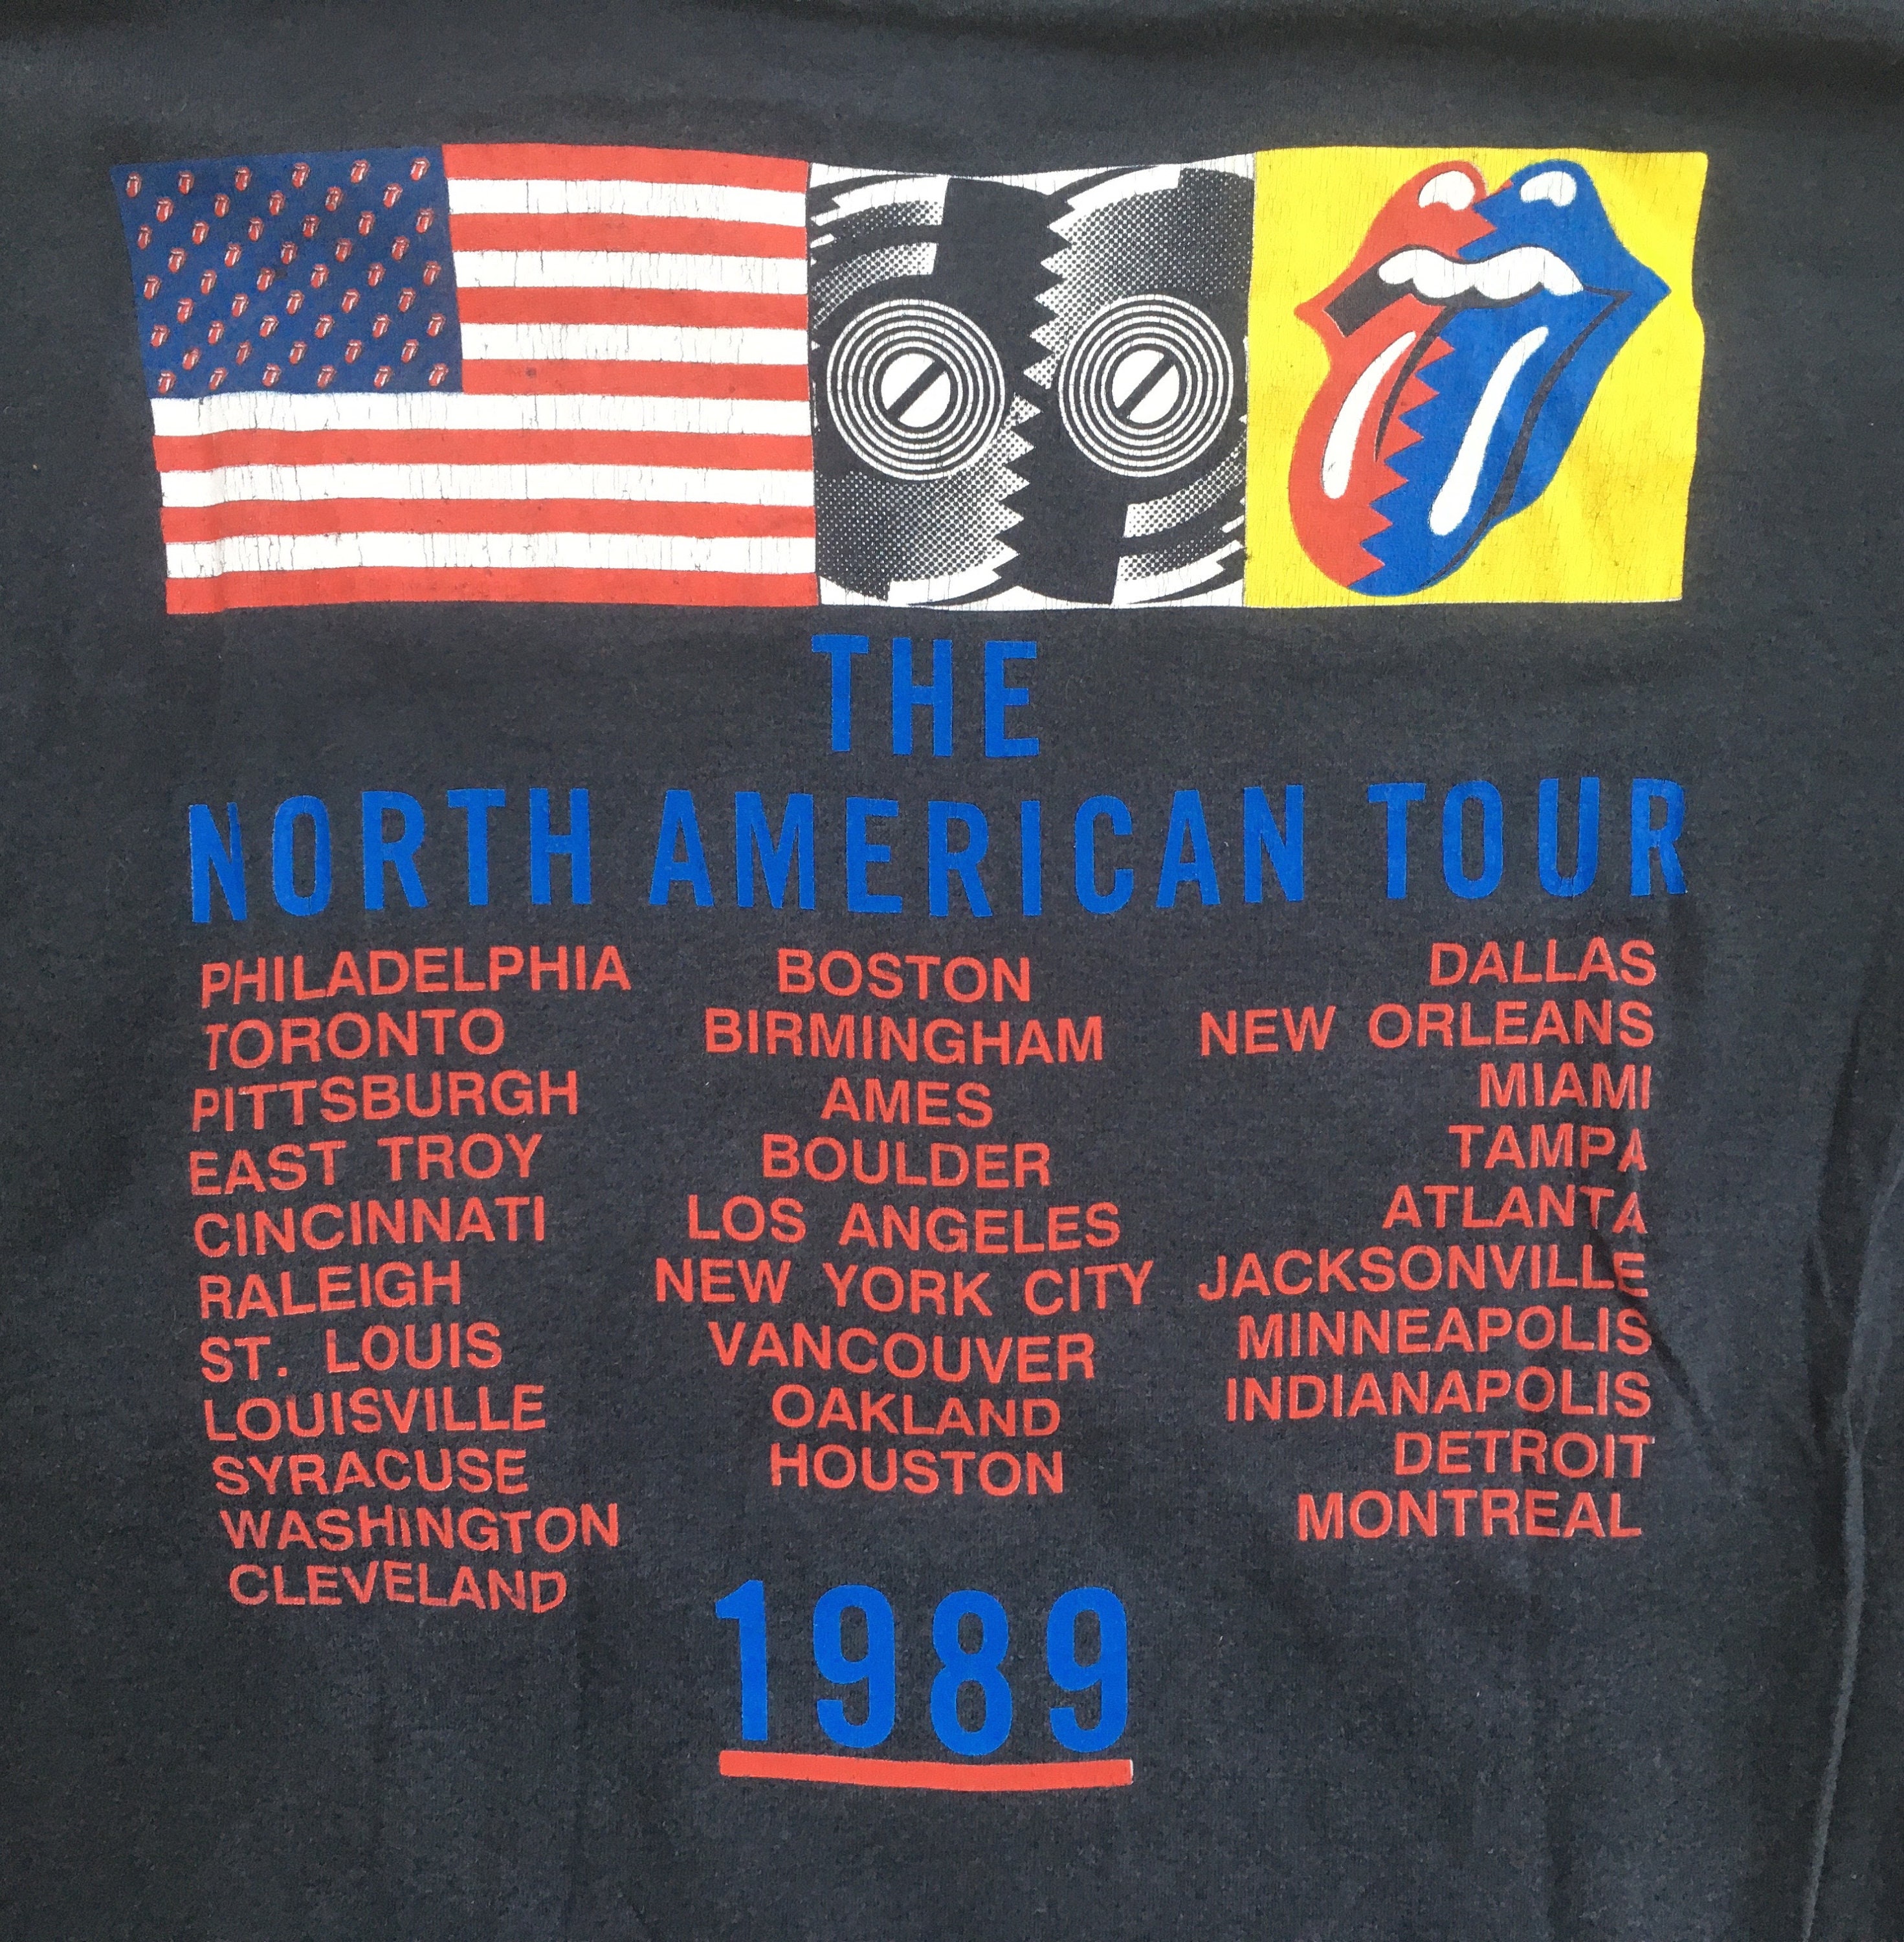 THE
NORTH AMERICAN TOUR
PHILADELPHIA
TORONTO
PITTSBURGH
EAST TROY
CINCINNATI
RALEIGH
ST. LOUIS
LOUISVILLE
SYRACUSE
WASHINGTON
CLEVELAND
BOSTON
BIRMINGHAM
AMES
BOULDER
LOS ANGELES
NEW YORK CITY
VANCOUVER
OAKLAND
HOUSTON
DALLAS
NEW ORLEANS
MIAMI
TAMPA
ATLANTA
JACKSONVILLE
MINNEAPOLIS
INDIANAPOLIS
DETROIT
MONTREAL
1989